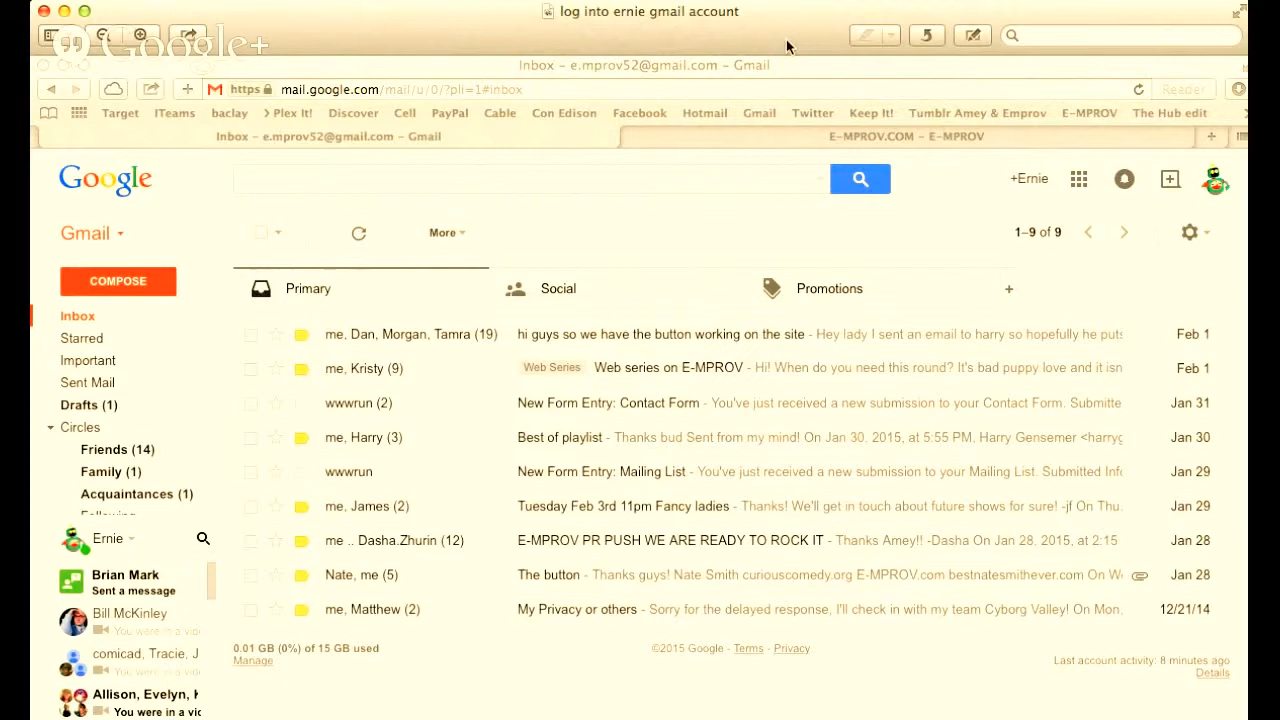 log into ernie gmail account
Google+
Inbox – e.mprov52@gmail.com – Gmail
https mail.google.com/mail/u/0/?pli=1#inbox
Reader
Target ITeams baclay > Plex It! Discover Cell PayPal Cable Con Edison Facebook Hotmail Gmail Twitter Keep It! Tumblr Amey & Emprov E-MPROV The Hub edit
Inbox – e.mprov52@gmail.com – Gmail
E-MPROV.COM – E-MPROV
Google
+Ernie
Gmail
More
1–9 of 9
COMPOSE
Primary
Social
Promotions
+
Inbox
Starred
Important
Sent Mail
Drafts (1)
Circles
Friends (14)
Family (1)
Acquaintances (1)
Following
me, Dan, Morgan, Tamra (19) hi guys so we have the button working on the site - Hey lady I sent an email to harry so hopefully he puts Feb 1
me, Kristy (9) Web Series Web series on E-MPROV - Hi! When do you need this round? It's bad puppy love and it isn Feb 1
wwwrun (2) New Form Entry: Contact Form - You've just received a new submission to your Contact Form. Submitte Jan 31
me, Harry (3) Best of playlist - Thanks bud Sent from my mind! On Jan 30, 2015, at 5:55 PM, Harry Gensemer <harryg Jan 30
wwwrun New Form Entry: Mailing List - You've just received a new submission to your Mailing List. Submitted Info Jan 29
me, James (2) Tuesday Feb 3rd 11pm Fancy ladies - Thanks! We'll get in touch about future shows for sure! -jf On Thu. Jan 29
me .. Dasha.Zhurin (12) E-MPROV PR PUSH WE ARE READY TO ROCK IT - Thanks Amey!! -Dasha On Jan 28, 2015, at 2:15 Jan 28
Nate, me (5) The button - Thanks guys! Nate Smith curiouscomedy.org E-MPROV.com bestnatesmithever.com On W Jan 28
me, Matthew (2) My Privacy or others - Sorry for the delayed response, I'll check in with my team Cyborg Valley! On Mon. 12/21/14
Ernie
Brian Mark
Sent a message
Bill McKinley
You were in a vide
comicad, Tracie, J
You were in a vide
Allison, Evelyn, K
You were in a vic
0.01 GB (0%) of 15 GB used
Manage
©2015 Google - Terms - Privacy
Last account activity: 8 minutes ago
Details